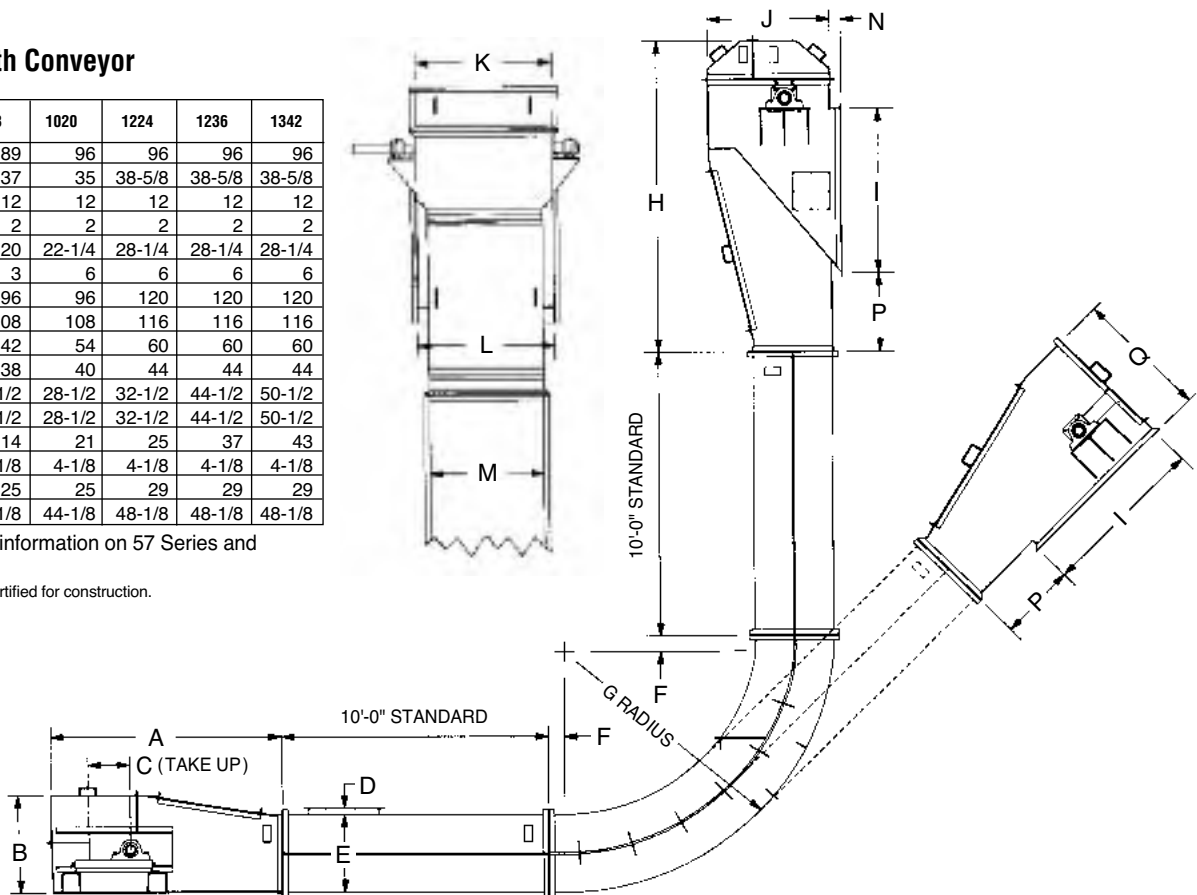 th Conveyor
3 1020 1224 1236 1342
89 96 96 96 96
37 35 38-5/8 38-5/8 38-5/8
12 12 12 12 12
2 2 2 2 2
20 22-1/4 28-1/4 28-1/4 28-1/4
3 6 6 6 6
96 96 120 120 120
08 108 116 116 116
42 54 60 60 60
38 40 44 44 44
1/2 28-1/2 32-1/2 44-1/2 50-1/2
1/2 28-1/2 32-1/2 44-1/2 50-1/2
14 21 25 37 43
1/8 4-1/8 4-1/8 4-1/8 4-1/8
25 25 29 29 29
1/8 44-1/8 48-1/8 48-1/8 48-1/8
information on 57 Series and
rtified for construction.
K
L
M
J
N
H
I
P
10'-0" STANDARD
F
Q
I
P
G RADIUS
10'-0" STANDARD
F
A
C (TAKE UP)
D
B
E